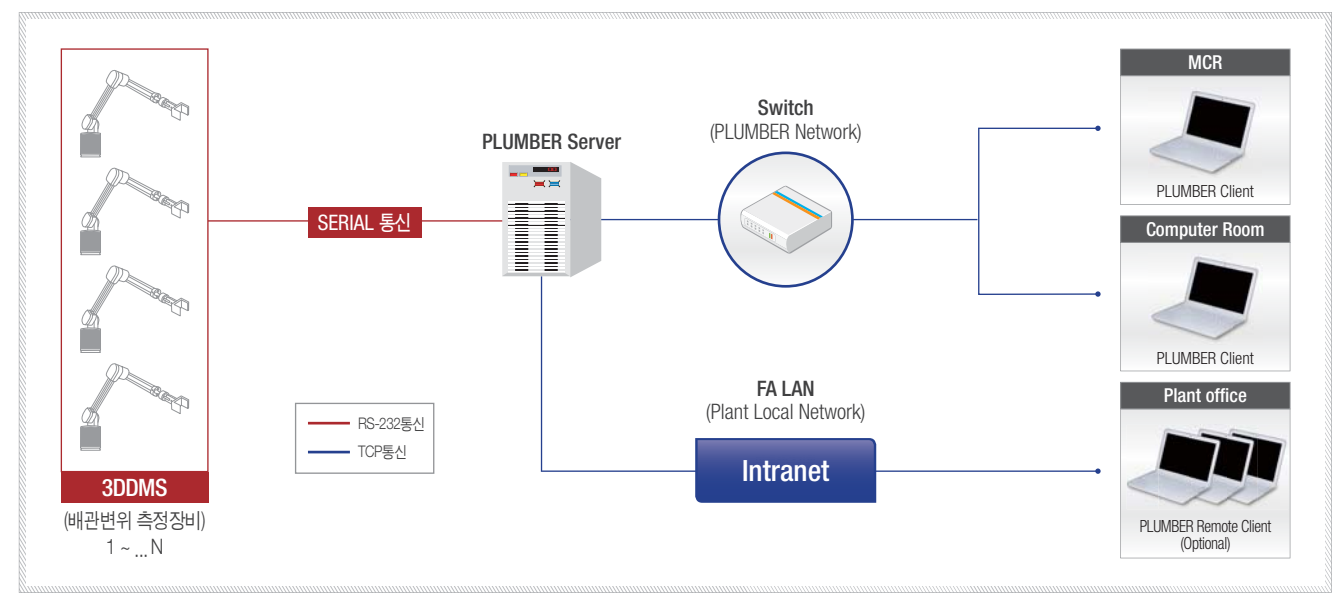 3DDMS
(배관변위 측정장비)
1 ~ ... N
SERIAL 통신
RS-232통신
TCP통신
PLUMBER Server
Switch
(PLUMBER Network)
FA LAN
(Plant Local Network)
Intranet
MCR
PLUMBER Client
Computer Room
PLUMBER Client
Plant office
PLUMBER Remote Client
(Optional)